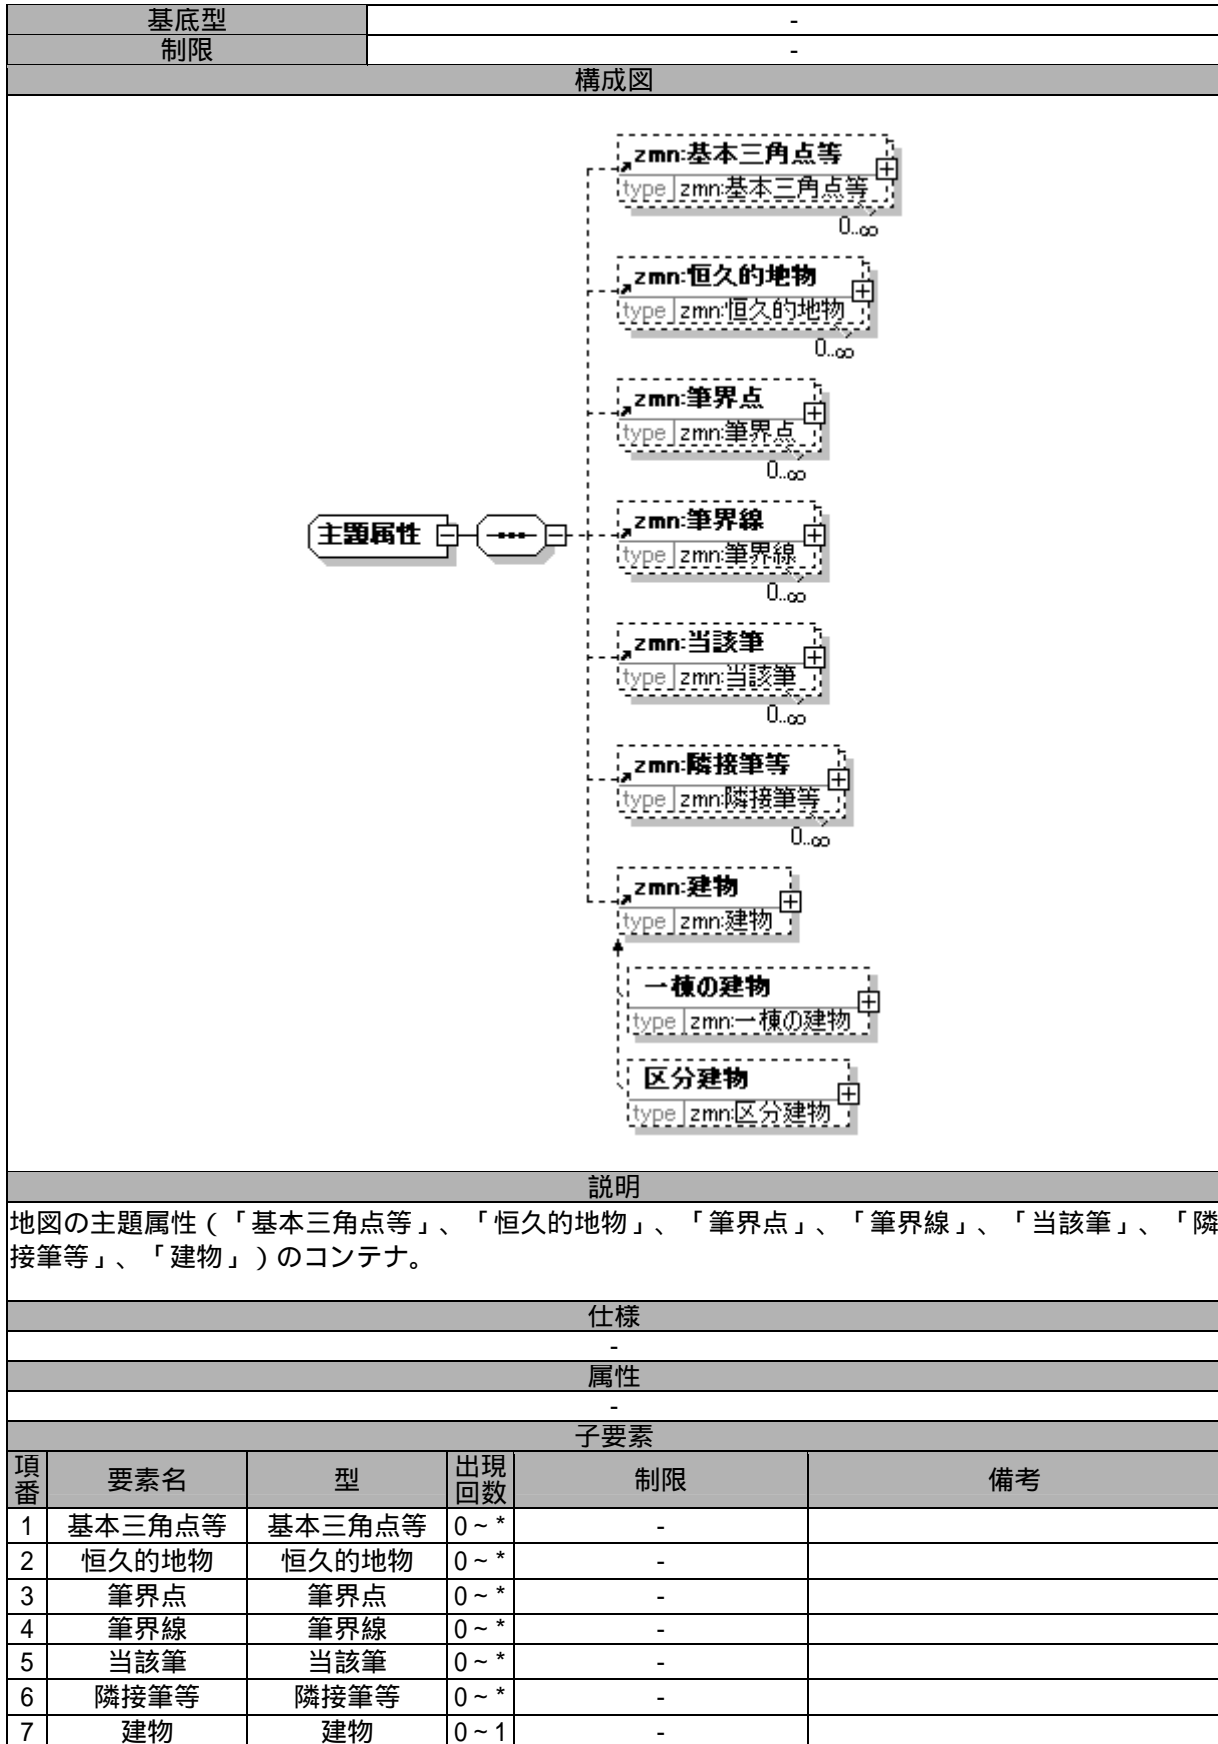 基底型 -
制限 -
構成図
zmn:基本三角点等
type zmn:基本三角点等
0..∞
zmn:恒久的地物
type zmn:恒久的地物
0..∞
zmn:筆界点
type zmn:筆界点
0..∞
主題属性
zmn:筆界線
type zmn:筆界線
0..∞
zmn:当該筆
type zmn:当該筆
0..∞
zmn:隣接筆等
type zmn:隣接筆等
0..∞
zmn:建物
type zmn:建物
一棟の建物
type zmn:一棟の建物
区分建物
type zmn:区分建物
説明
地図の主題属性（「基本三角点等」、「恒久的地物」、「筆界点」、「筆界線」、「当該筆」、「隣
接筆等」、「建物」）のコンテナ。
仕様
-
属性
-
子要素
項番 要素名 型 出現回数 制限 備考
1 基本三角点等 基本三角点等 0～* -
2 恒久的地物 恒久的地物 0～* -
3 筆界点 筆界点 0～* -
4 筆界線 筆界線 0～* -
5 当該筆 当該筆 0～* -
6 隣接筆等 隣接筆等 0～* -
7 建物 建物 0～1 -